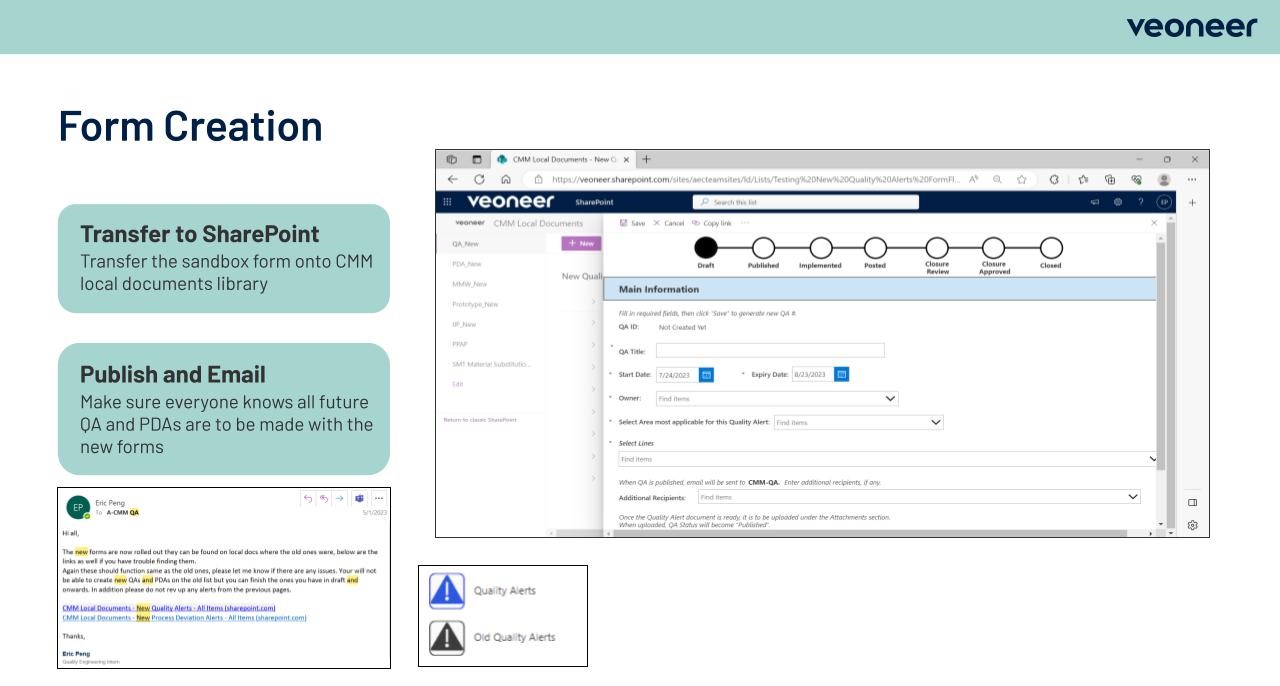 veoneer
Form Creation
Transfer to SharePoint
Transfer the sandbox form onto CMM
local documents library
Publish and Email
Make sure everyone knows all future
QA and PDAs are to be made with the
new forms
EP
Eric Peng
To A-CMM QA
5/1/2023
Hi all,
The new forms are now rolled out they can be found on local docs where the old ones were, below are the
links as well if you have trouble finding them.
Again these should function same as the old ones, please let me know if there are any issues. Your will not
be able to create new QAs and PDAs on the old list but you can finish the ones you have in draft and
onwards. In addition please do not rev up any alerts from the previous pages.
CMM Local Documents - New Quality Alerts - All Items (sharepoint.com)
CMM Local Documents - New Process Deviation Alerts - All Items (sharepoint.com)
Thanks,
Eric Peng
Quality Engineering Intern
CMM Local Documents - New Q
https://veoneer.sharepoint.com/sites/aecteamsites/ld/Lists/Testing%20New%20Quality%20Alerts%20FormFl...
veoneer SharePoint
Search this list
EP
veoneer CMM Local Documents
QA_New
PDA_New
MMW_New
Prototype_New
IIP_New
PPAP
SMT Material Substitutio...
Edit
Return to classic SharePoint
+ New
New Quali
Save
Cancel
Copy link
Draft
Published
Implemented
Posted
Closure
Review
Closure
Approved
Closed
Main Information
Fill in required fields, then click "Save" to generate new QA #.
QA ID: Not Created Yet
* QA Title:
* Start Date: 7/24/2023
* Expiry Date: 8/23/2023
* Owner: Find items
* Select Area most applicable for this Quality Alert: Find items
* Select Lines
Find items
When QA is published, email will be sent to CMM-QA. Enter additional recipients, if any.
Additional Recipients: Find items
Once the Quality Alert document is ready, it is to be uploaded under the Attachments section.
When uploaded, QA Status will become "Published".
Quality Alerts
Old Quality Alerts